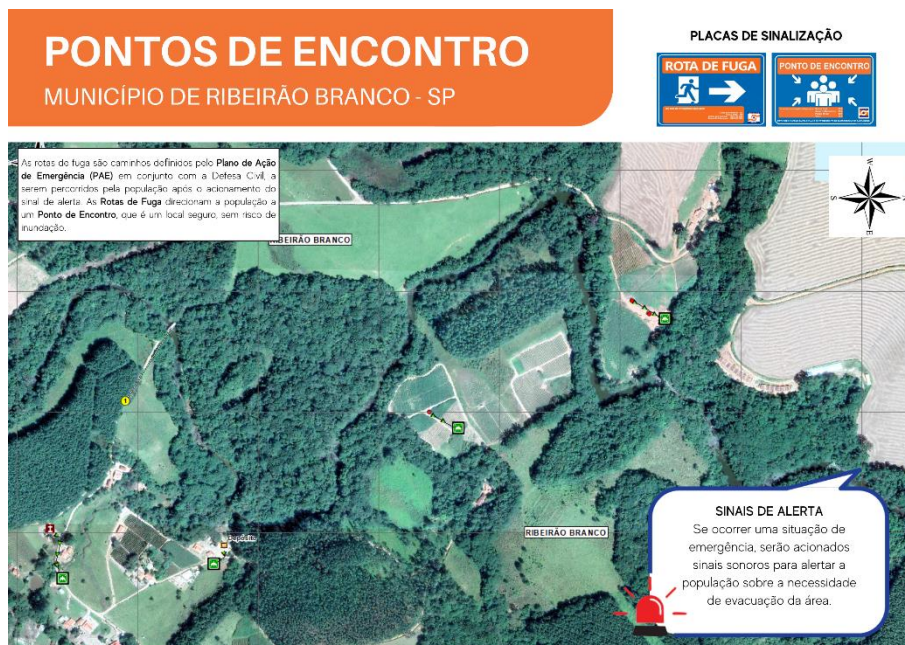 PONTOS DE ENCONTRO
MUNICÍPIO DE RIBEIRÃO BRANCO - SP
PLACAS DE SINALIZAÇÃO
ROTA DE FUGA
PONTO DE ENCONTRO
As rotas de fuga são caminhos definidos pelo Plano de Ação
de Emergência (PAE) em conjunto com a Defesa Civil, a
serem percorridos pela população após o acionamento do
sinal de alerta. As Rotas de Fuga direcionam a população a
um Ponto de Encontro, que é um local seguro, sem risco de
inundação.
RIBEIRÃO BRANCO
W
S
N
E
Depósito
RIBEIRÃO BRANCO
SINAIS DE ALERTA
Se ocorrer uma situação de
emergência, serão acionados
sinais sonoros para alertar a
população sobre a necessidade
de evacuação da área.